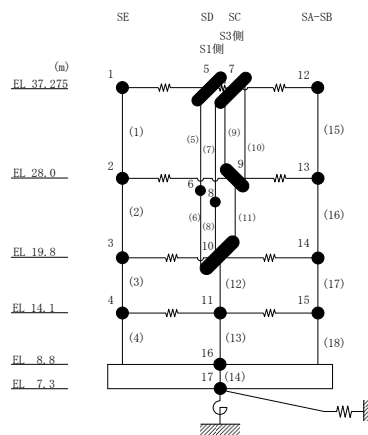 SE SD SC SA-SB
S3側
S1側
(m)
1 5 7 12
EL 37.275
(1) (5) (7) (9) (10) (15)
2 9 13
EL 28.0
6 8
(2) (6) (8) (11) (16)
3 10 14
EL 19.8
(3) (12) (17)
4 11 15
EL 14.1
(4) (13) (18)
16
EL 8.8
17 (14)
EL 7.3